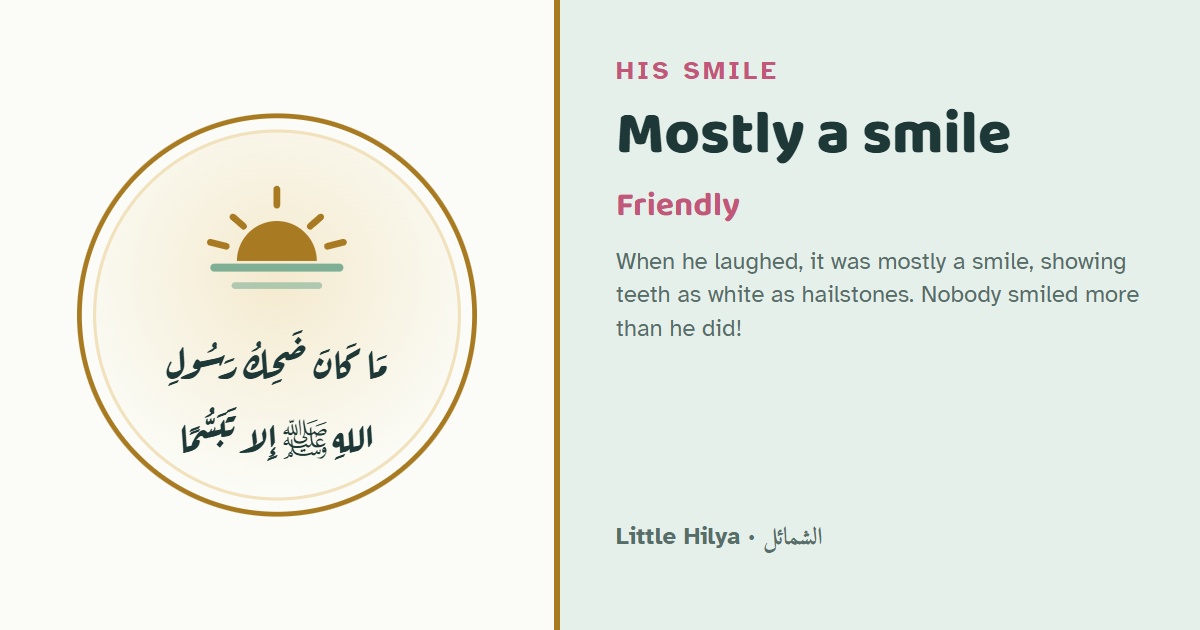 مَا كَانَ ضَحِكُ رَسُولِ
اللهِ ﷺ إِلا تَبَسُّمًا
HIS SMILE
Mostly a smile
Friendly
When he laughed, it was mostly a smile, showing
teeth as white as hailstones. Nobody smiled more
than he did!
Little Hilya • الشمائل